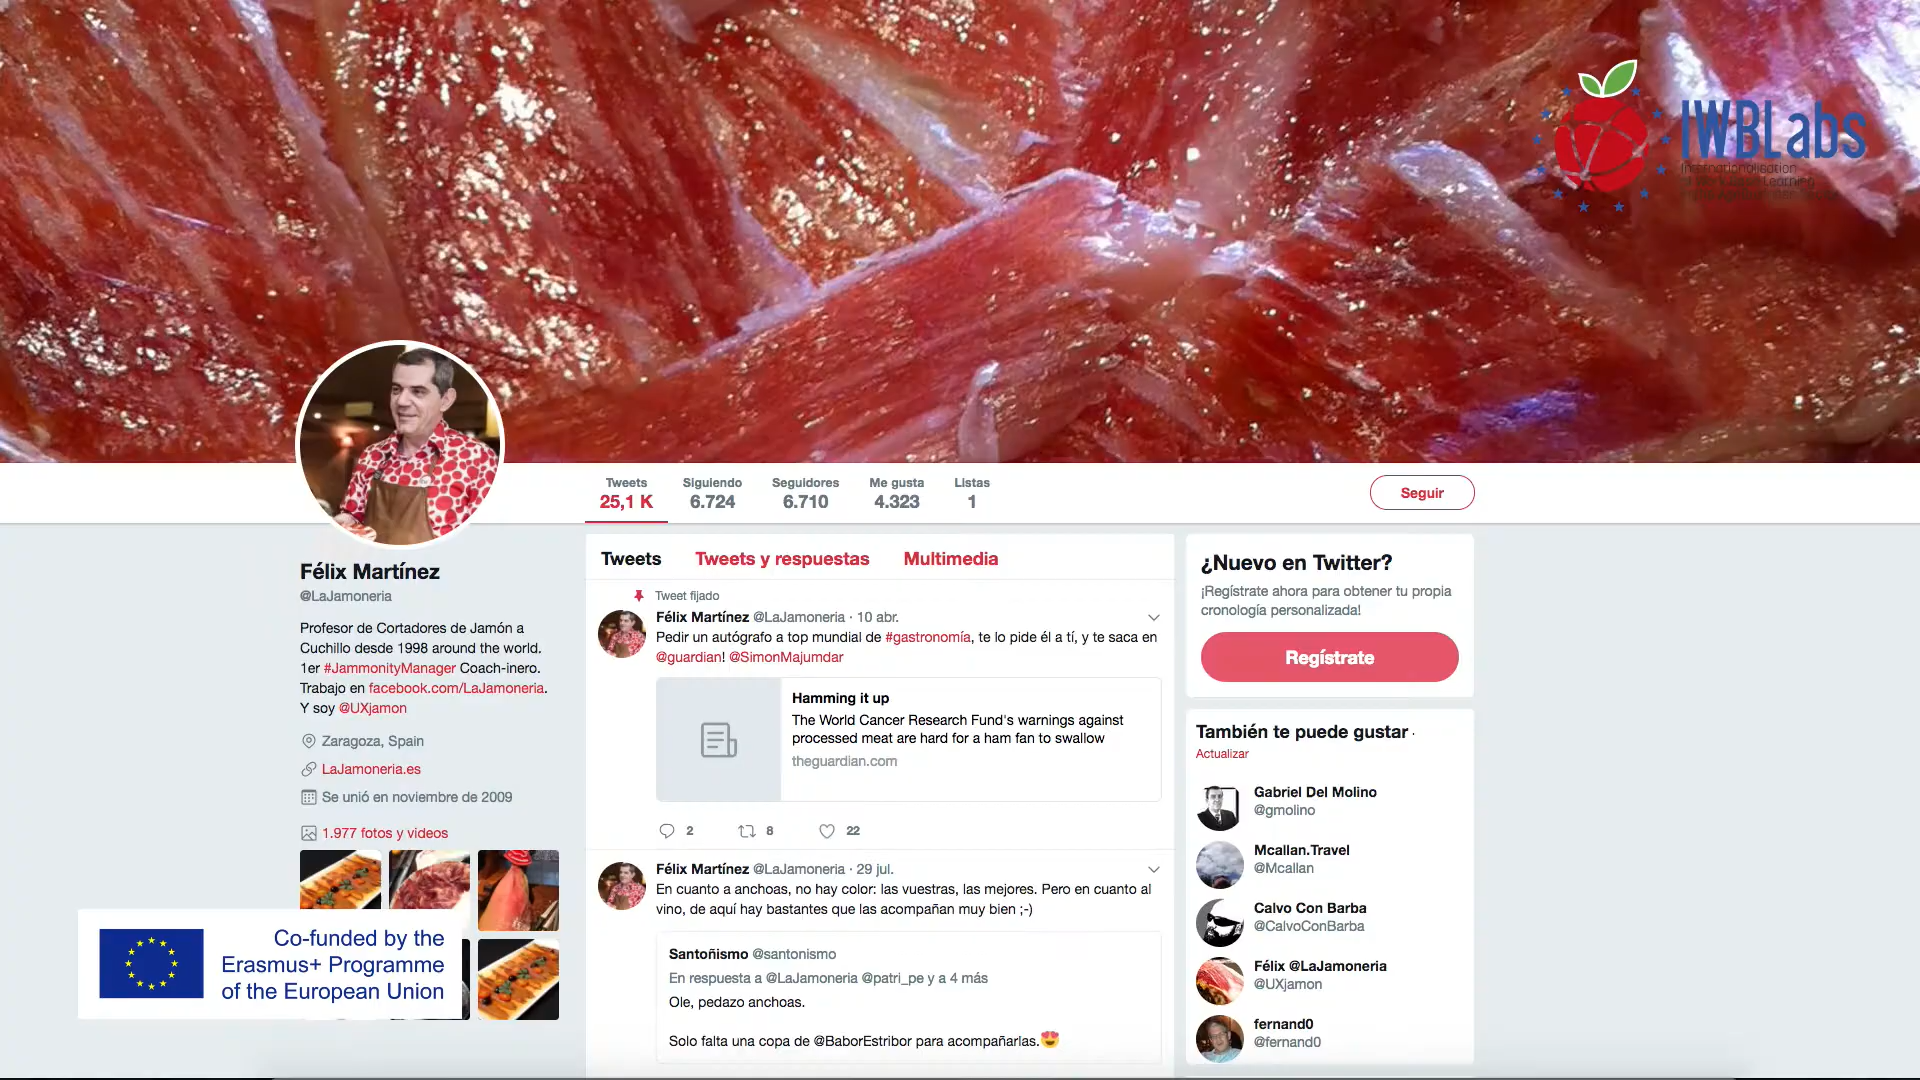 IWBLabs
Internationalisation
of Work-Based Learning
Tweets
25,1 K
Siguiendo
6.724
Seguidores
6.710
Me gusta
4.323
Listas
1
Seguir
Félix Martínez
@LaJamoneria
Profesor de Cortadores de Jamón a
Cuchillo desde 1998 around the world.
1er #JammonityManager Coach-inero.
Trabajo en facebook.com/LaJamoneria.
Y soy @UXjamon
Zaragoza, Spain
LaJamoneria.es
Se unió en noviembre de 2009
1.977 fotos y videos
Co-funded by the
Erasmus+ Programme
of the European Union
Tweets Tweets y respuestas Multimedia
Tweet fijado
Félix Martínez @LaJamoneria · 10 abr.
Pedir un autógrafo a top mundial de #gastronomía, te lo pide él a tí, y te saca en
@guardian! @SimonMajumdar
Hamming it up
The World Cancer Research Fund's warnings against
processed meat are hard for a ham fan to swallow
theguardian.com
2 8 22
Félix Martínez @LaJamoneria · 29 jul.
En cuanto a anchoas, no hay color: las vuestras, las mejores. Pero en cuanto al
vino, de aquí hay bastantes que las acompañan muy bien ;-)
Santoñismo @santonismo
En respuesta a @LaJamoneria @patri_pe y a 4 más
Ole, pedazo anchoas.
Solo falta una copa de @BaborEstribor para acompañarlas.😍
¿Nuevo en Twitter?
¡Regístrate ahora para obtener tu propia
cronología personalizada!
Regístrate
También te puede gustar ·
Actualizar
Gabriel Del Molino
@gmolino
Mcallan.Travel
@Mcallan
Calvo Con Barba
@CalvoConBarba
Félix @LaJamoneria
@UXjamon
fernand0
@fernand0